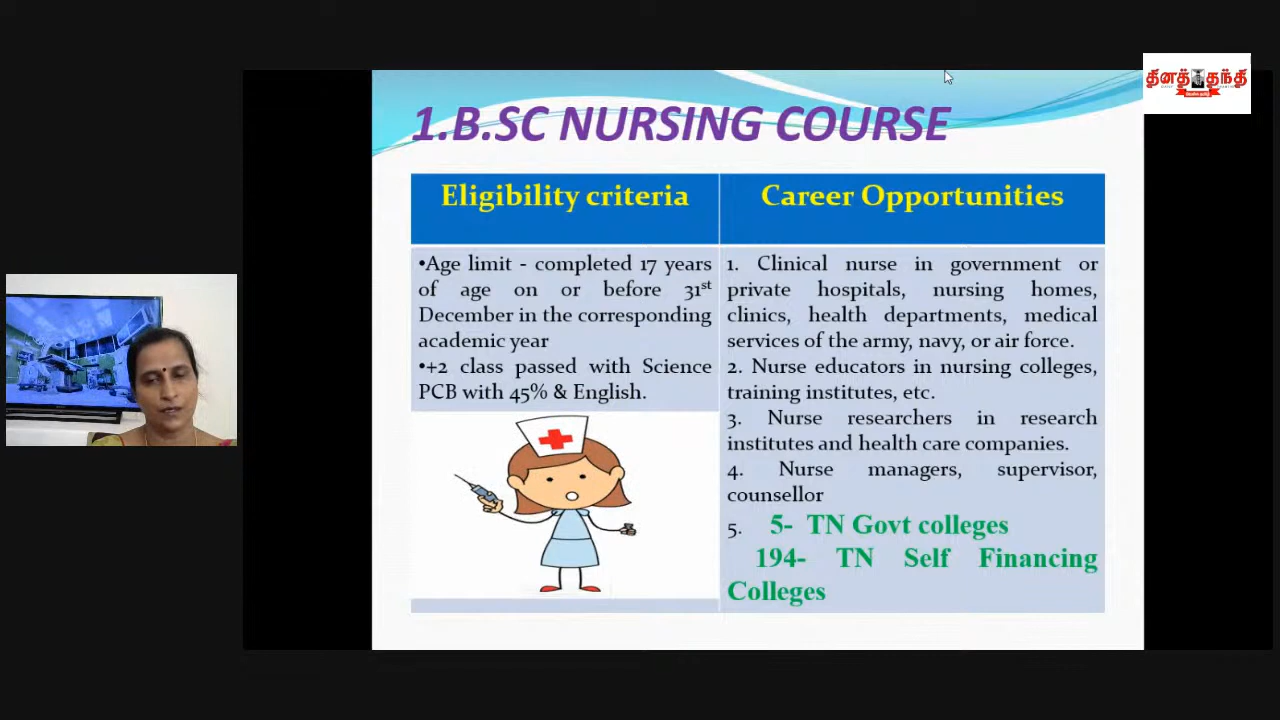 தினத்தந்தி
1.B.SC NURSING COURSE
Eligibility criteria
•Age limit - completed 17 years
of age on or before 31st
December in the corresponding
academic year
•+2 class passed with Science
PCB with 45% & English.
Career Opportunities
1. Clinical nurse in government or
private hospitals, nursing homes,
clinics, health departments, medical
services of the army, navy, or air force.
2. Nurse educators in nursing colleges,
training institutes, etc.
3. Nurse researchers in research
institutes and health care companies.
4. Nurse managers, supervisor,
counsellor
5. 5- TN Govt colleges
194- TN Self Financing
Colleges